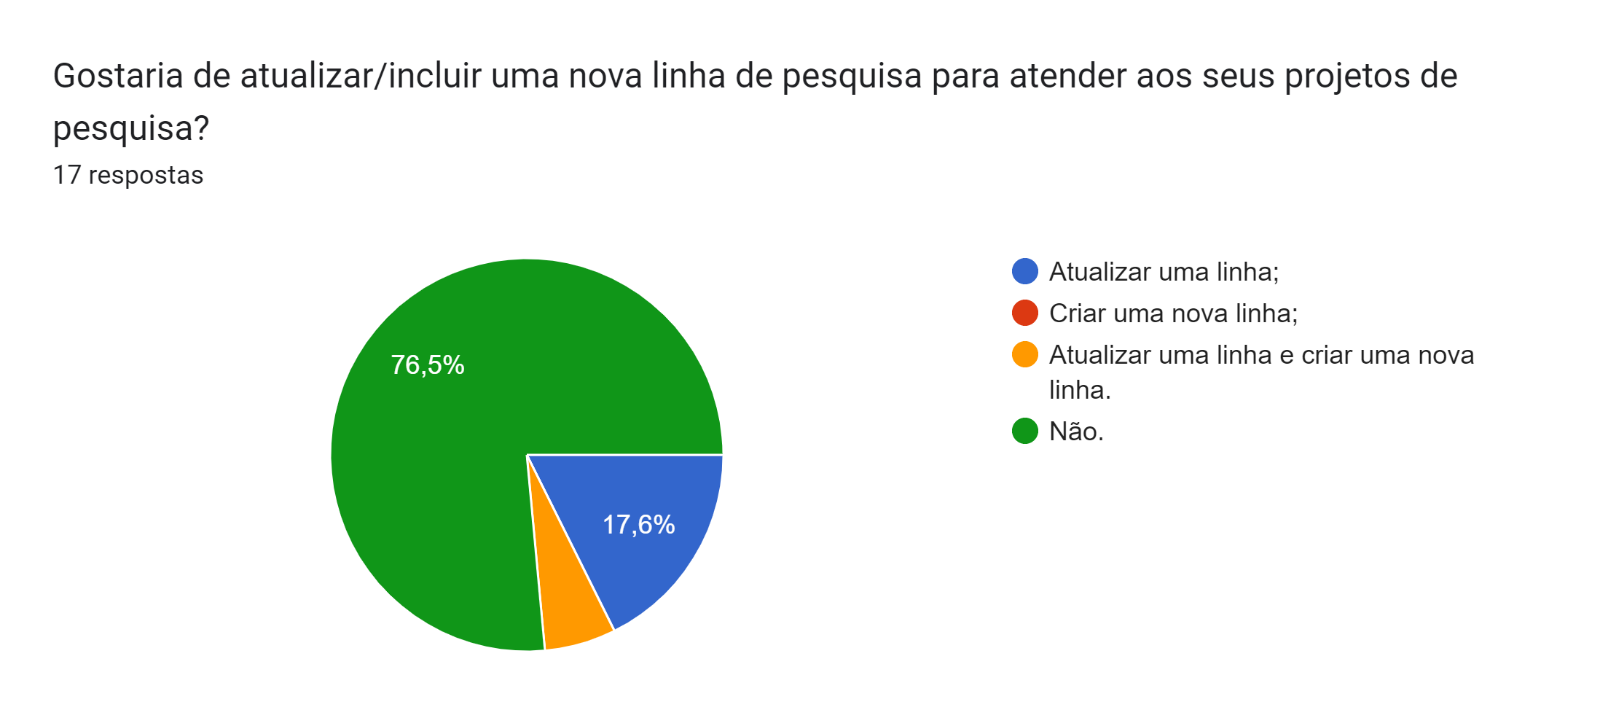 Gostaria de atualizar/incluir uma nova linha de pesquisa para atender aos seus projetos de
pesquisa?
17 respostas
76,5%
17,6%
Atualizar uma linha;
Criar uma nova linha;
Atualizar uma linha e criar uma nova
linha.
Não.